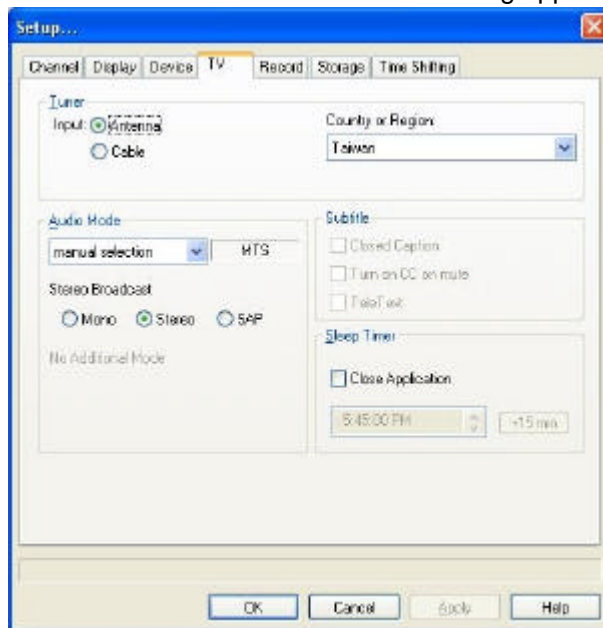 Setup...
Channel Display Device TV Record Storage Time Shifting
Tuner
Input: Antenna
Cable
Country or Region:
Taiwan
Audio Mode
manual selection MTS
Stereo Broadcast
Mono Stereo SAP
No Additional Mode
Subtitle
Closed Caption
Turn on CC on mute
TeleText
Sleep Timer
Close Application
5:45:00 PM +15 min.
OK Cancel Apply Help